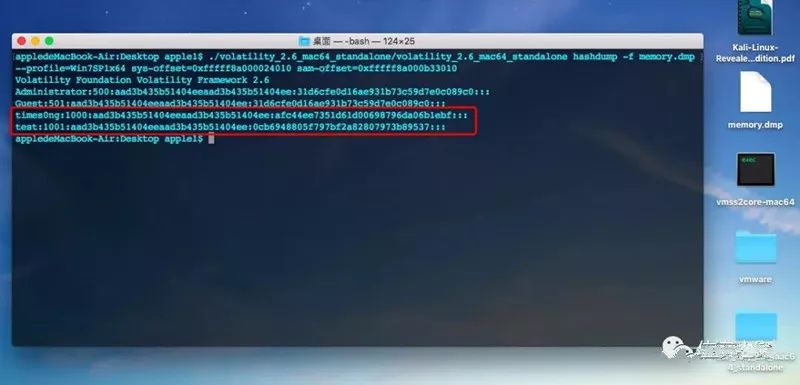 桌面 — -bash — 124×25
appledeMacBook-Air:Desktop apple1$ ./volatility_2.6_mac64_standalone/volatility_2.6_mac64_standalone hashdump -f memory.dmp
--profile=Win7SP1x64 sys-offset=0xfffff8a000024010 sam-offset=0xfffff8a000b33010
Volatility Foundation Volatility Framework 2.6
Administrator:500:aad3b435b51404eeaad3b435b51404ee:31d6cfe0d16ae931b73c59d7e0c089c0:::
Guest:501:aad3b435b51404eeaad3b435b51404ee:31d6cfe0d16ae931b73c59d7e0c089c0:::
times0ng:1000:aad3b435b51404eeaad3b435b51404ee:afc44ee7351d61d00698796da06b1ebf:::
test:1001:aad3b435b51404eeaad3b435b51404ee:0cb6948805f797bf2a82807973b89537:::
appledeMacBook-Air:Desktop apple1$
Kali-Linux-
Reveale...dition.pdf
memory.dmp
exec
vmss2core-mac64
vmware
4_standalone